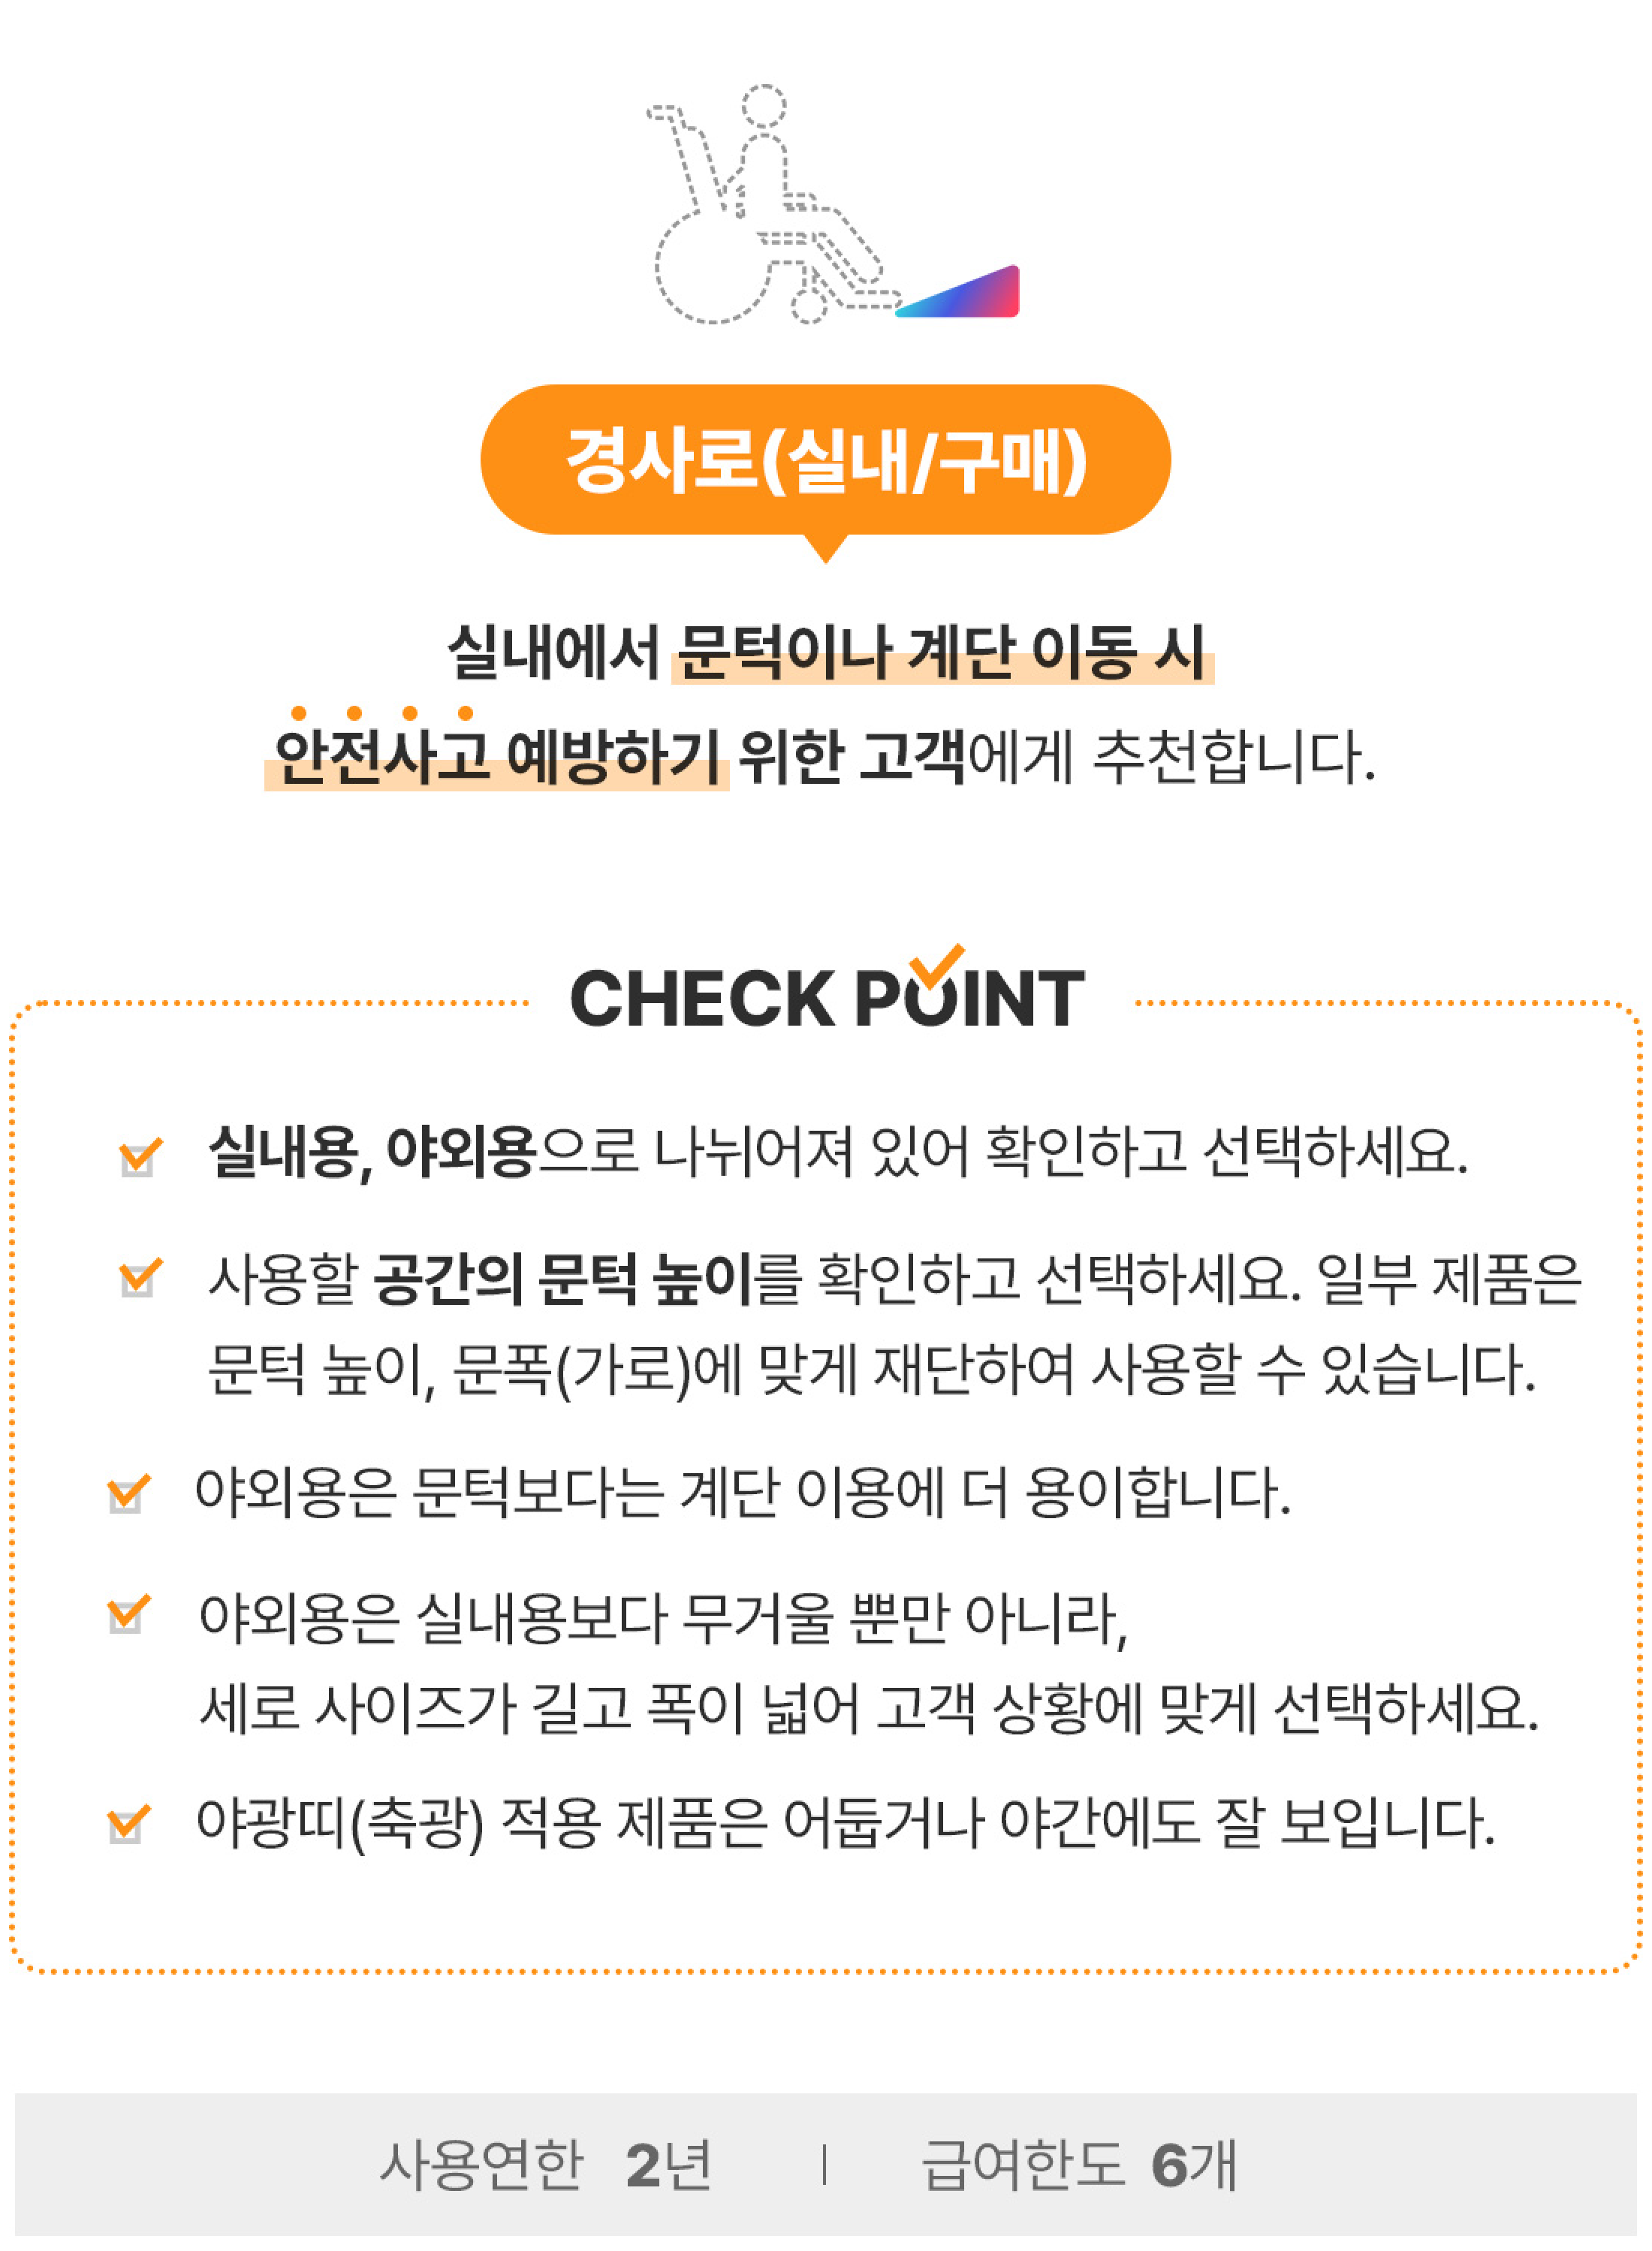 경사로(실내/구매)
실내에서 문턱이나 계단 이동 시
안전사고 예방하기 위한 고객에게 추천합니다.
CHECK POINT
실내용, 야외용으로 나뉘어져 있어 확인하고 선택하세요.
사용할 공간의 문턱 높이를 확인하고 선택하세요. 일부 제품은
문턱 높이, 문폭(가로)에 맞게 재단하여 사용할 수 있습니다.
야외용은 문턱보다는 계단 이용에 더 용이합니다.
야외용은 실내용보다 무거울 뿐만 아니라,
세로 사이즈가 길고 폭이 넓어 고객 상황에 맞게 선택하세요.
야광띠(축광) 적용 제품은 어둡거나 야간에도 잘 보입니다.
사용연한 2년 | 급여한도 6개